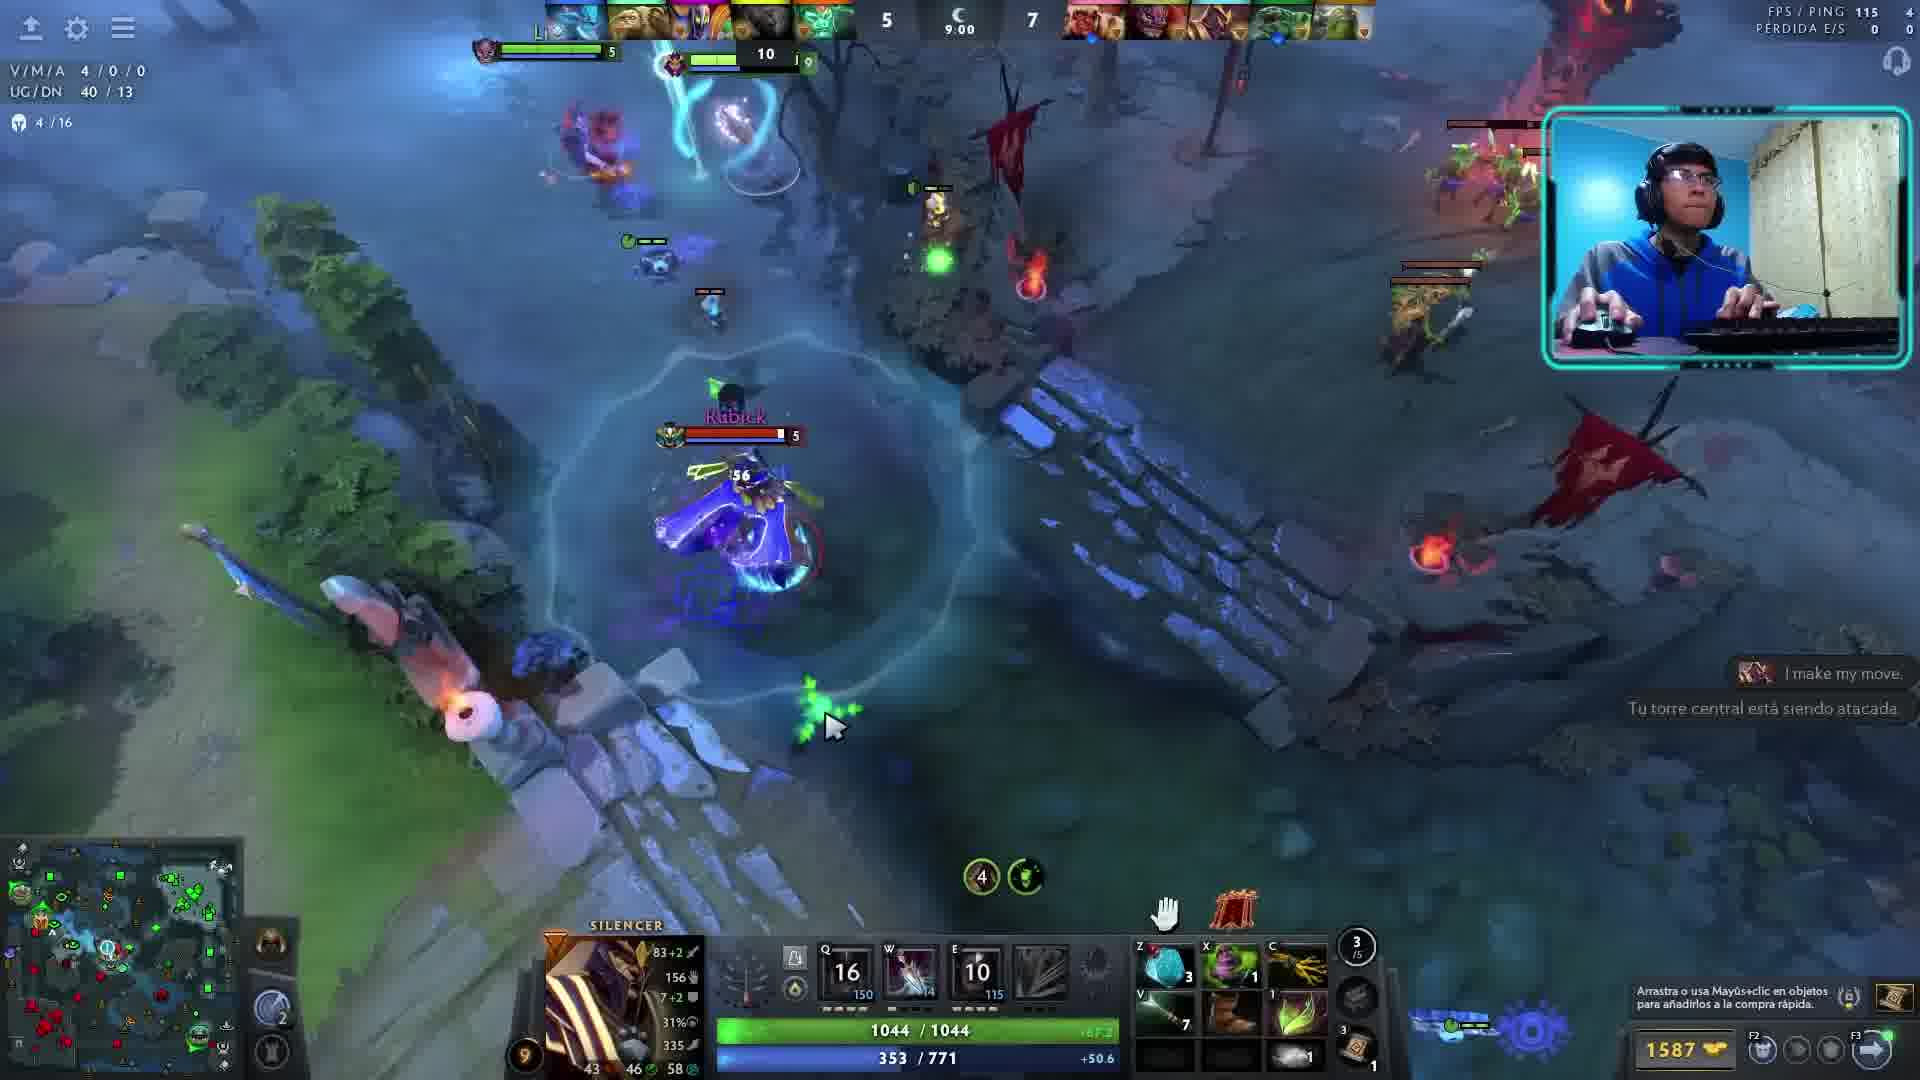 5
9:00
7
FPS / PING 115 4
PÉRDIDA E/S 0 0
V/M/A 4 / 0 / 0
UG/DN 40 / 13
4 / 16
5
10
9
Rubick
5
56
I make my move.
Tu torre central está siendo atacada.
4
SILENCER
83+2
156
7+2
31%
335
43 46 58
9
2
Q 16 150
W 14
E 10 115
1044 / 1044 +67.2
353 / 771 +50.6
Z 3
X 1
C
V 7
1
3 /5
3
1
Arrastra o usa Mayús+clic en objetos
para añadirlos a la compra rápida.
1587
F2
F3